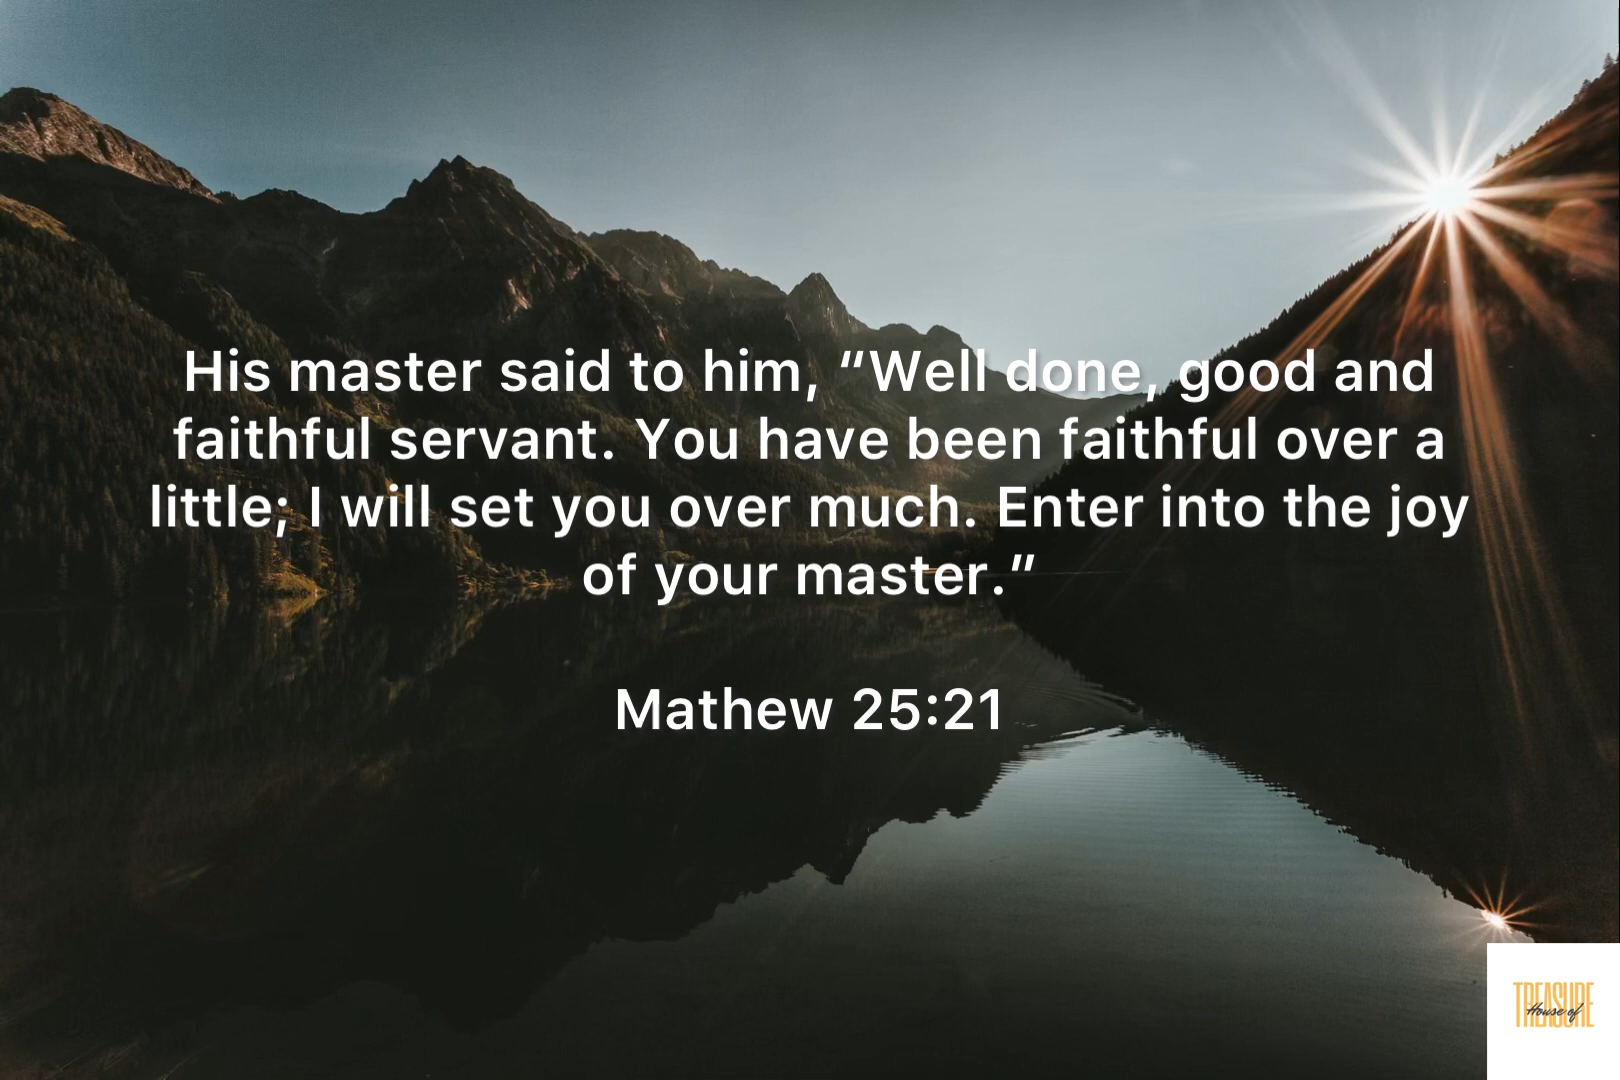 His master said to him, “Well done, good and
faithful servant. You have been faithful over a
little; I will set you over much. Enter into the joy
of your master.”
Mathew 25:21
TREASURE
House of